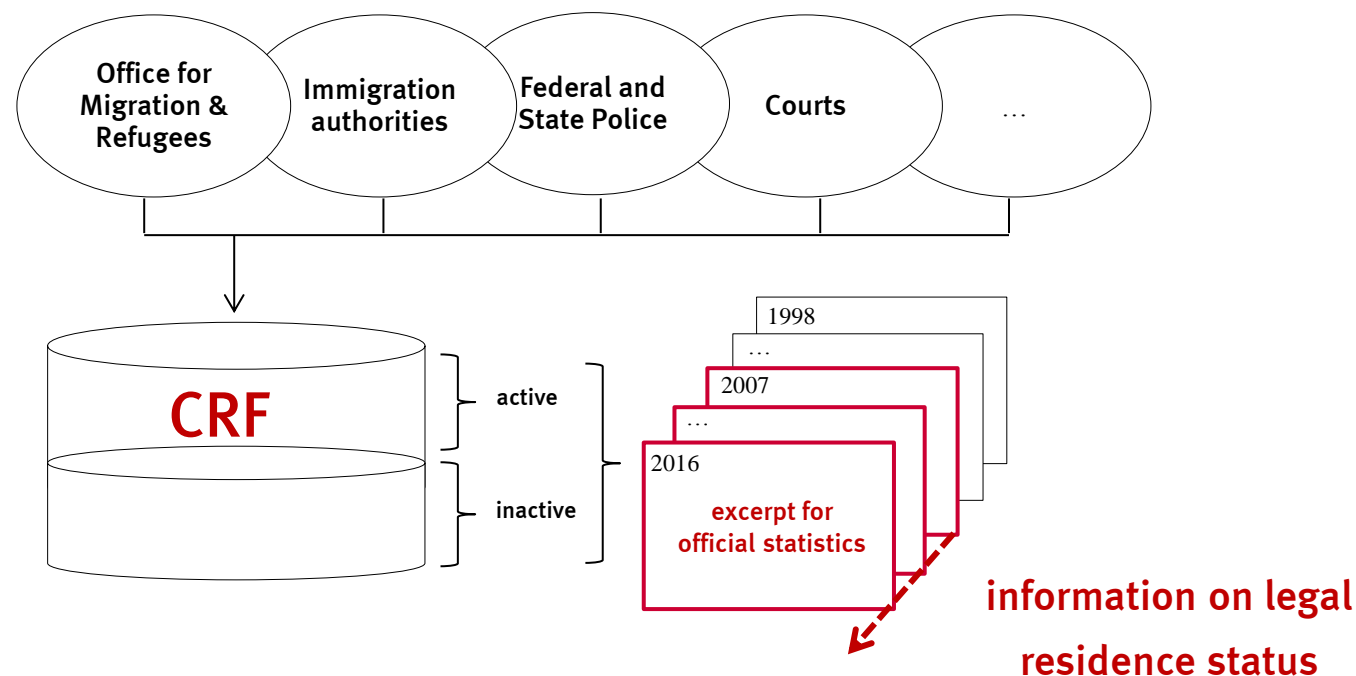 Office for
Migration &
Refugees
Immigration
authorities
Federal and
State Police
Courts
...
CRF
active
inactive
1998
...
2007
...
2016
excerpt for
official statistics
information on legal
residence status